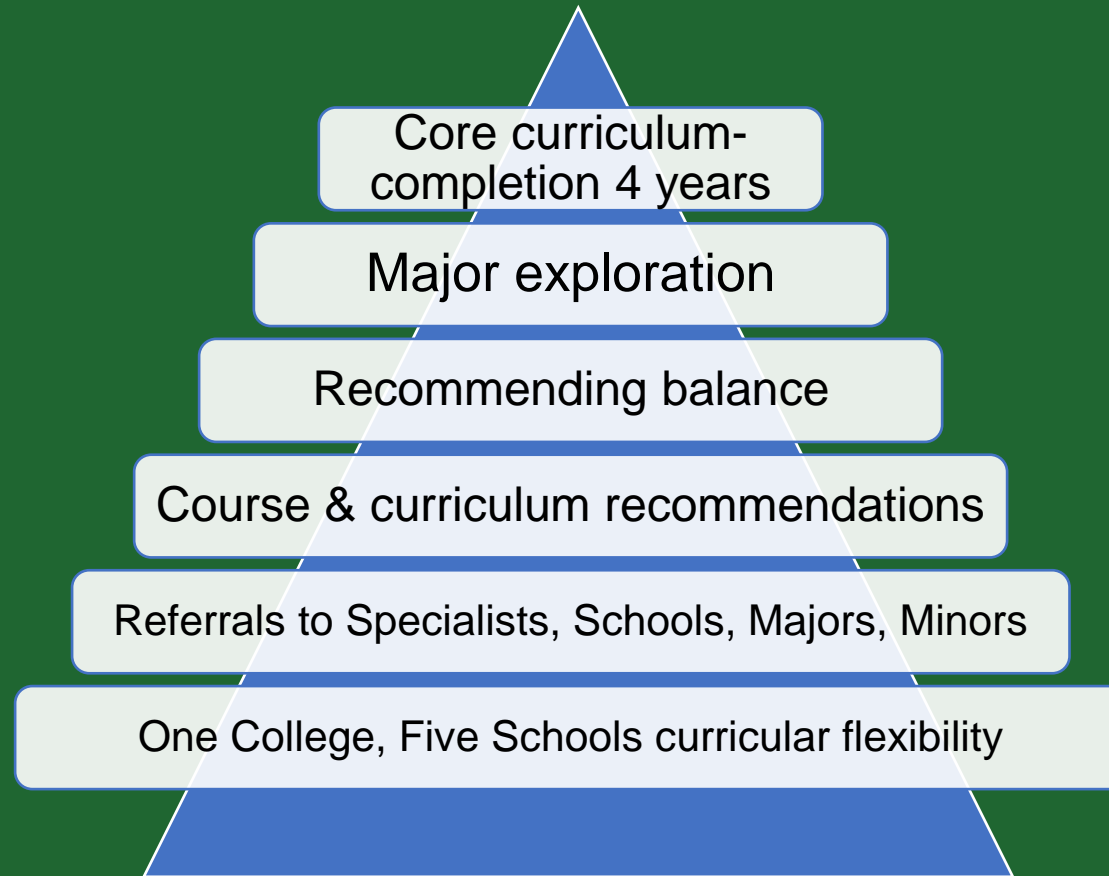 Core curriculum-
completion 4 years
Major exploration
Recommending balance
Course & curriculum recommendations
Referrals to Specialists, Schools, Majors, Minors
One College, Five Schools curricular flexibility